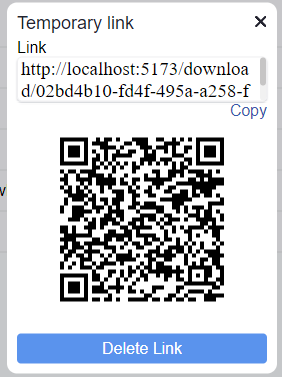 Temporary link
Link
http://localhost:5173/downloa
d/02bd4b10-fd4f-495a-a258-f
Copy
Delete Link